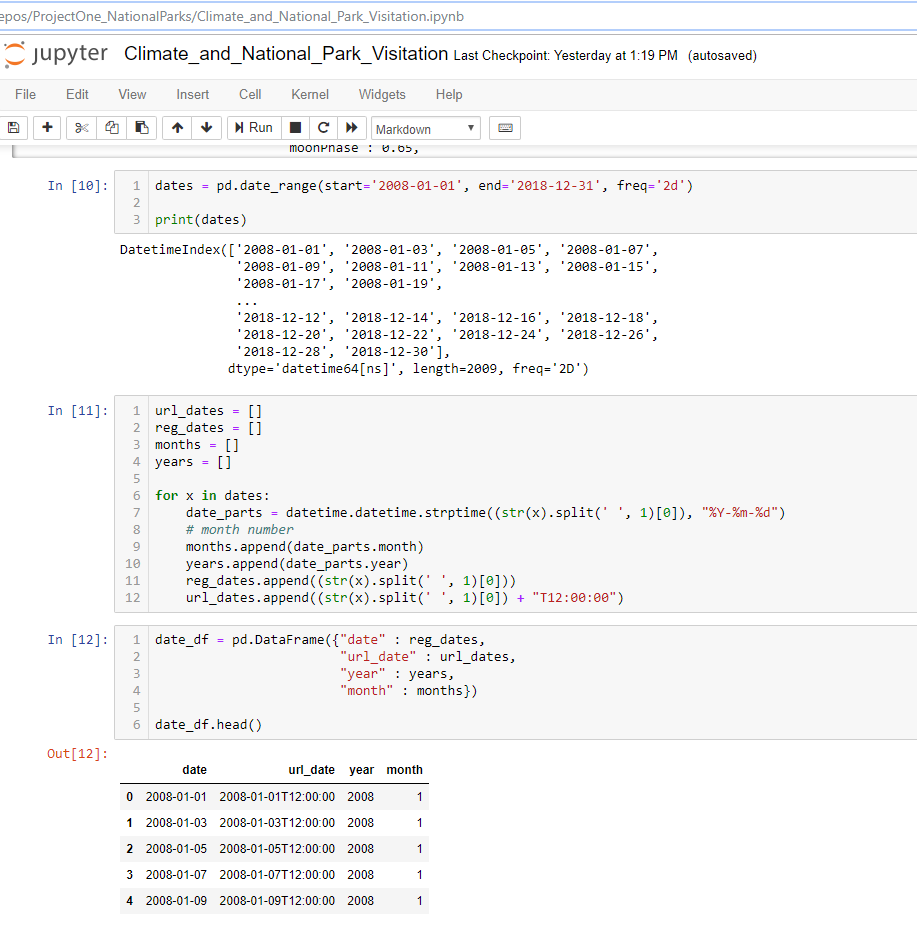 epos/ProjectOne_NationalParks/Climate_and_National_Park_Visitation.ipynb
jupyter Climate_and_National_Park_Visitation Last Checkpoint: Yesterday at 1:19 PM (autosaved)
File Edit View Insert Cell Kernel Widgets Help
Run Markdown
moonPhase : 0.65,
In [10]:
1 dates = pd.date_range(start='2008-01-01', end='2018-12-31', freq='2d')
2
3 print(dates)
DatetimeIndex(['2008-01-01', '2008-01-03', '2008-01-05', '2008-01-07',
'2008-01-09', '2008-01-11', '2008-01-13', '2008-01-15',
'2008-01-17', '2008-01-19',
...
'2018-12-12', '2018-12-14', '2018-12-16', '2018-12-18',
'2018-12-20', '2018-12-22', '2018-12-24', '2018-12-26',
'2018-12-28', '2018-12-30'],
dtype='datetime64[ns]', length=2009, freq='2D')
In [11]:
1 url_dates = []
2 reg_dates = []
3 months = []
4 years = []
5
6 for x in dates:
7 date_parts = datetime.datetime.strptime((str(x).split(' ', 1)[0]), "%Y-%m-%d")
8 # month number
9 months.append(date_parts.month)
10 years.append(date_parts.year)
11 reg_dates.append((str(x).split(' ', 1)[0]))
12 url_dates.append((str(x).split(' ', 1)[0]) + "T12:00:00")
In [12]:
1 date_df = pd.DataFrame({"date" : reg_dates,
2 "url_date" : url_dates,
3 "year" : years,
4 "month" : months})
5
6 date_df.head()
Out[12]:
date url_date year month
0 2008-01-01 2008-01-01T12:00:00 2008 1
1 2008-01-03 2008-01-03T12:00:00 2008 1
2 2008-01-05 2008-01-05T12:00:00 2008 1
3 2008-01-07 2008-01-07T12:00:00 2008 1
4 2008-01-09 2008-01-09T12:00:00 2008 1